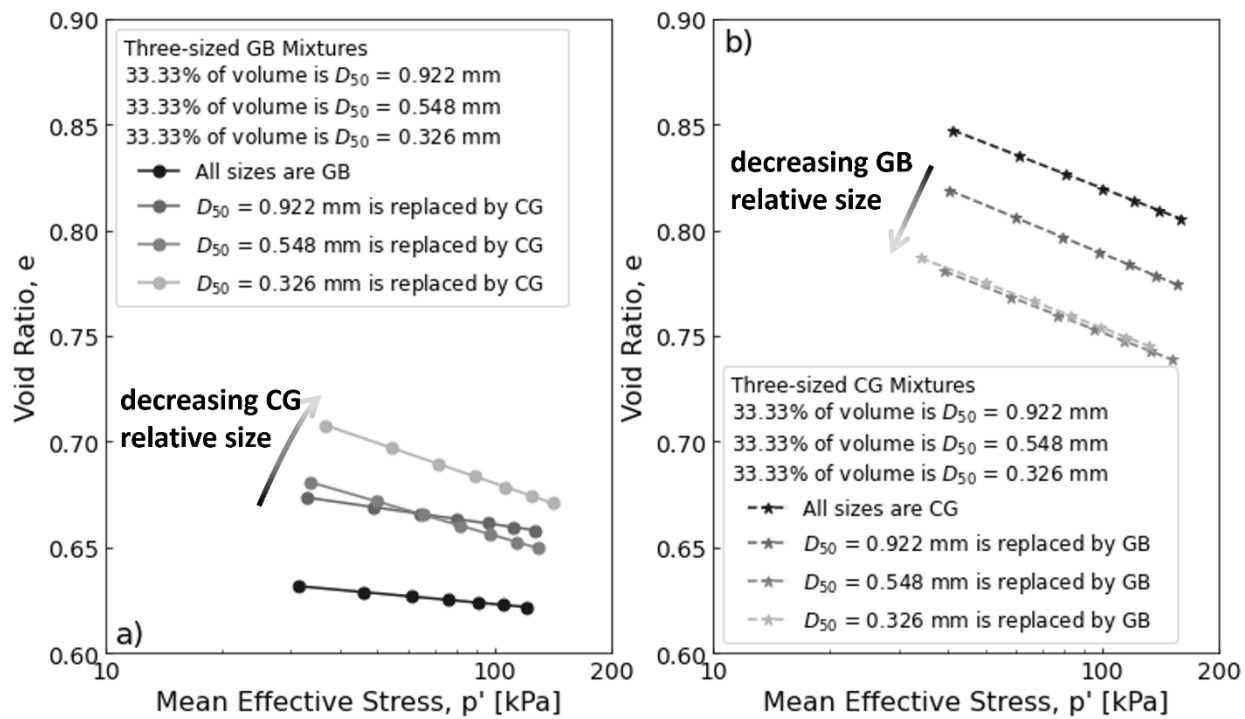 0.90
0.85
0.80
0.75
0.70
0.65
0.60
Void Ratio, e
Three-sized GB Mixtures
33.33% of volume is D50 = 0.922 mm
33.33% of volume is D50 = 0.548 mm
33.33% of volume is D50 = 0.326 mm
All sizes are GB
D50 = 0.922 mm is replaced by CG
D50 = 0.548 mm is replaced by CG
D50 = 0.326 mm is replaced by CG
decreasing CG
relative size
a)
10
100
200
Mean Effective Stress, p' [kPa]
b)
0.90
0.85
0.80
0.75
0.70
0.65
0.60
Void Ratio, e
decreasing GB
relative size
Three-sized CG Mixtures
33.33% of volume is D50 = 0.922 mm
33.33% of volume is D50 = 0.548 mm
33.33% of volume is D50 = 0.326 mm
All sizes are CG
D50 = 0.922 mm is replaced by GB
D50 = 0.548 mm is replaced by GB
D50 = 0.326 mm is replaced by GB
10
100
200
Mean Effective Stress, p' [kPa]